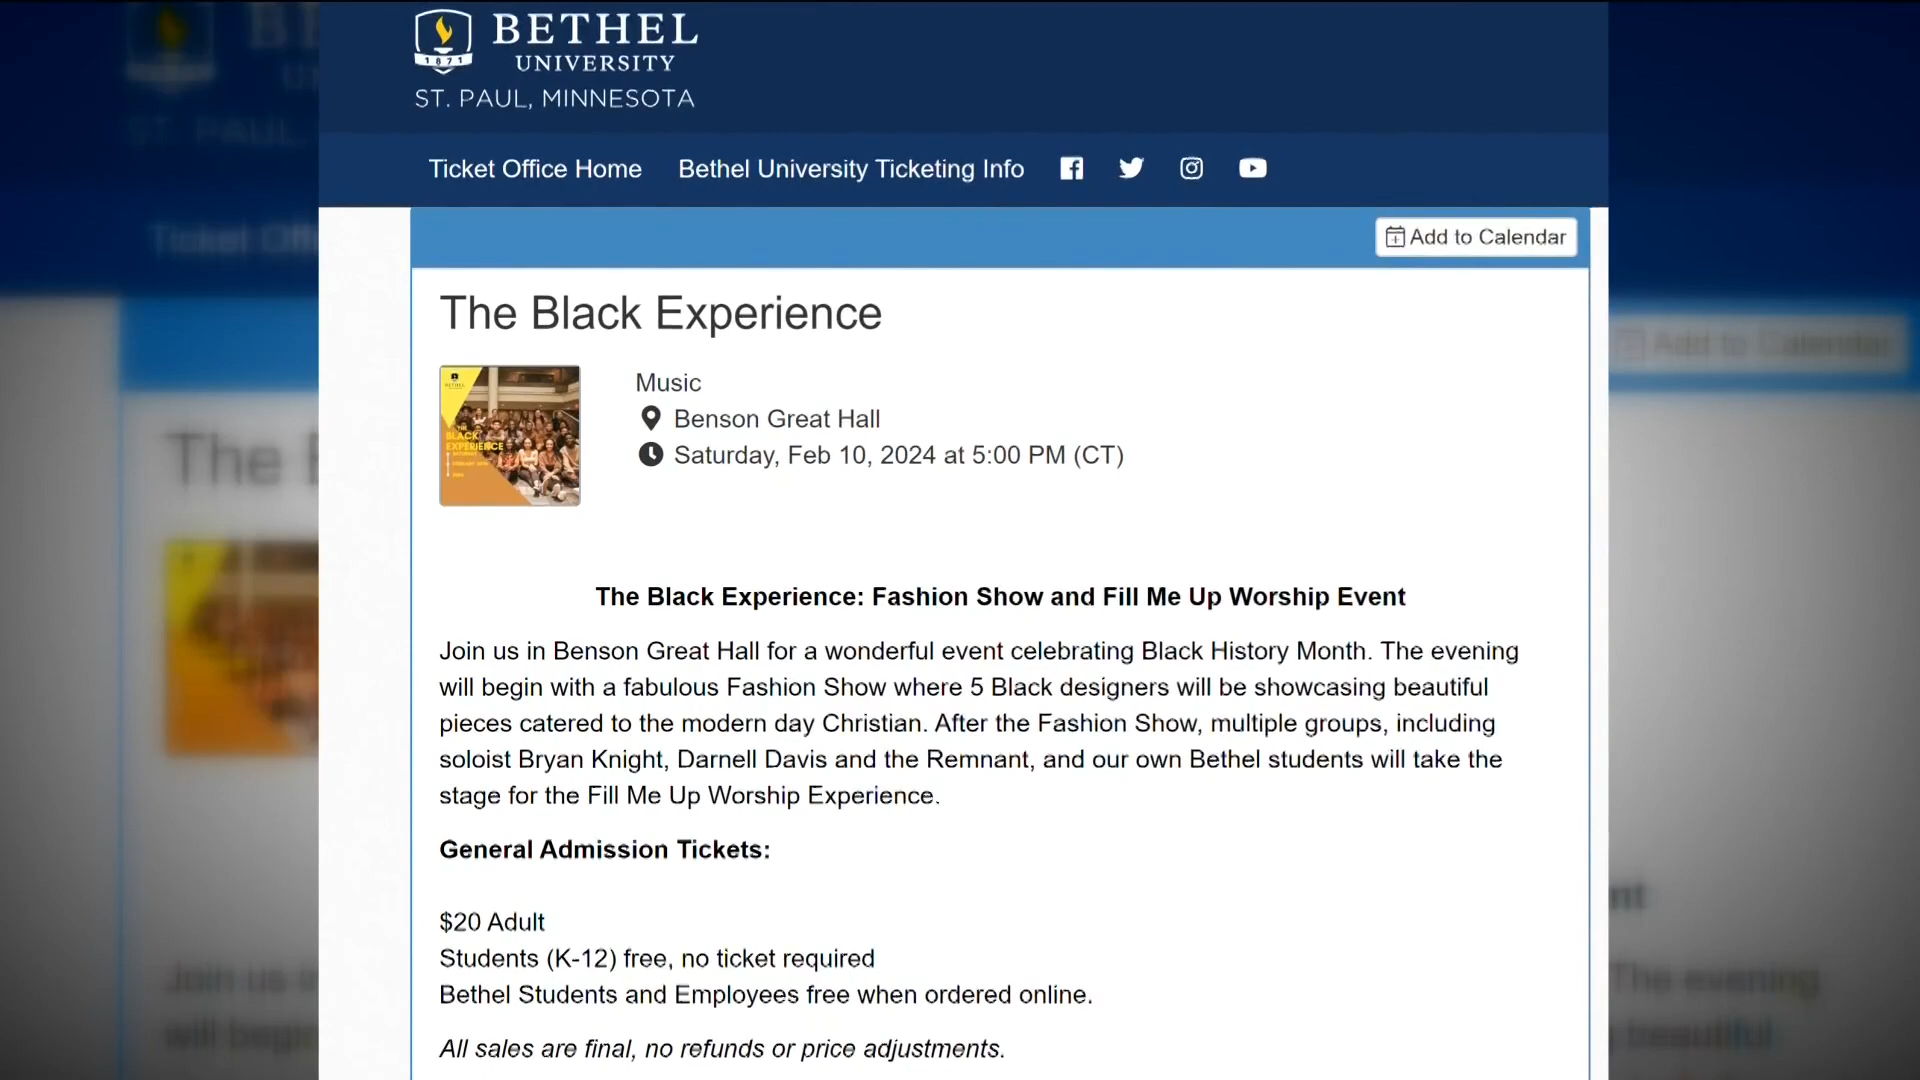 BETHEL
UNIVERSITY
1871
ST. PAUL, MINNESOTA
Ticket Office Home Bethel University Ticketing Info
Add to Calendar
The Black Experience
BETHEL
THE
BLACK
EXPERIENCE
SATURDAY
Music
Benson Great Hall
Saturday, Feb 10, 2024 at 5:00 PM (CT)
The Black Experience: Fashion Show and Fill Me Up Worship Event
Join us in Benson Great Hall for a wonderful event celebrating Black History Month. The evening
will begin with a fabulous Fashion Show where 5 Black designers will be showcasing beautiful
pieces catered to the modern day Christian. After the Fashion Show, multiple groups, including
soloist Bryan Knight, Darnell Davis and the Remnant, and our own Bethel students will take the
stage for the Fill Me Up Worship Experience.
General Admission Tickets:
$20 Adult
Students (K-12) free, no ticket required
Bethel Students and Employees free when ordered online.
All sales are final, no refunds or price adjustments.